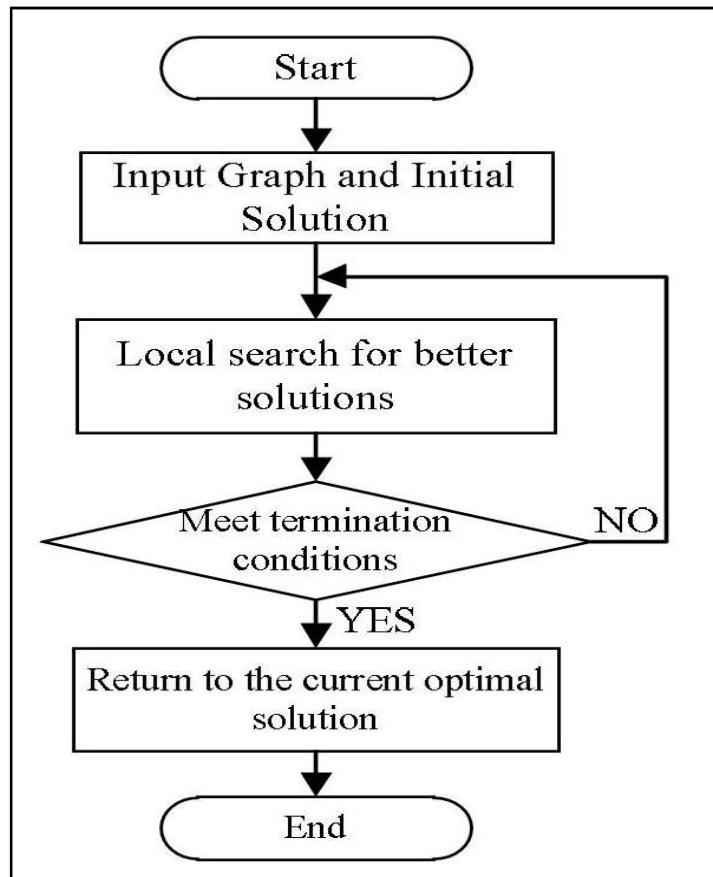 Start
Input Graph and Initial
Solution
Local search for better
solutions
Meet termination
conditions
NO
YES
Return to the current optimal
solution
End